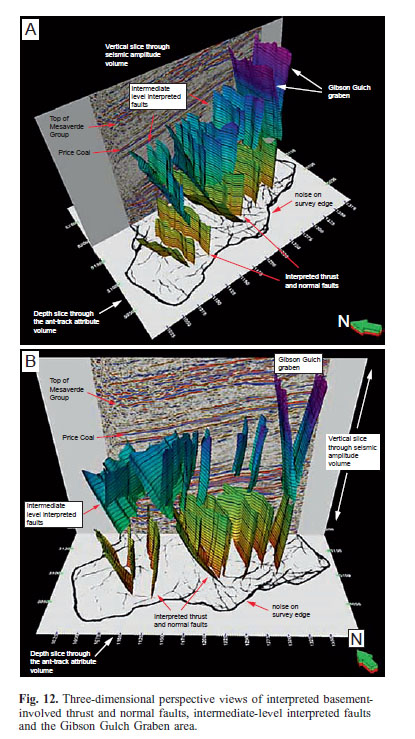 A
Vertical slice through
seismic amplitude
volume
Gibson Gulch
graben
Intermediate
level interpreted
faults
Top of
Mesaverde
Group
Price Coal
noise on
survey edge
Interpreted thrust
and normal faults
Depth slice through
the ant-track attribute
volume
N
B
Gibson Gulch
graben
Top of
Mesaverde
Group
Price Coal
Vertical slice
through seismic
amplitude
volume
Intermediate
level interpreted
faults
Interpreted thrust
and normal faults
noise on
survey edge
Depth slice through
the ant-track attribute
volume
N
Fig. 12. Three-dimensional perspective views of interpreted basement-
involved thrust and normal faults, intermediate-level interpreted faults
and the Gibson Gulch Graben area.